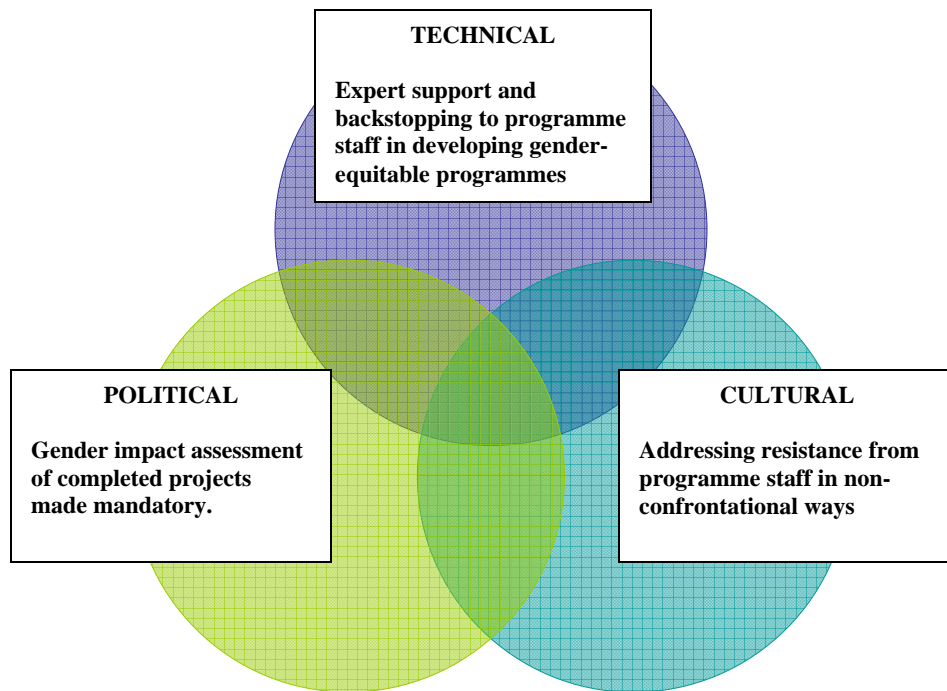 TECHNICAL
Expert support and
backstopping to programme
staff in developing gender-
equitable programmes
POLITICAL
Gender impact assessment
of completed projects
made mandatory.
CULTURAL
Addressing resistance from
programme staff in non-
confrontational ways